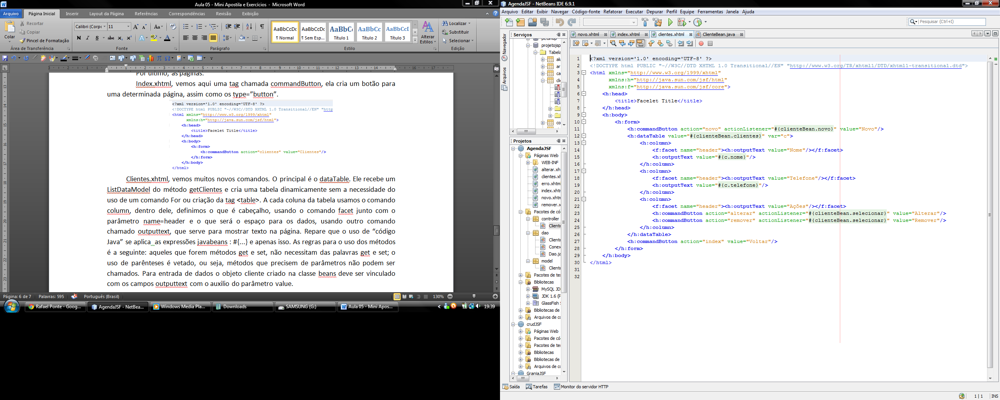 Aula 05 - Mini Apostila e Exercícios - Microsoft Word
Arquivo Página Inicial Inserir Layout da Página Referências Correspondências Revisão Exibição
Colar
Recortar
Copiar
Pincel de Formatação
Área de Transferência
Calibri (Corpo 11
Fonte
Parágrafo
AaBbCcDc AaBbCcDc AaBbC AaBbCc AaBbCcI
¶ Normal ¶ Sem Esp... Título 1 Título 2 Título 3
Alterar Estilos
Estilo
Localizar
Substituir
Selecionar
Edição
Por último, as páginas.
Index.xhtml, vemos aqui uma tag chamada commandButton, ela cria um botão para
uma determinada página, assim como os type=”button”.
<?xml version='1.0' encoding='UTF-8' ?>
<!DOCTYPE html PUBLIC "-//W3C//DTD XHTML 1.0 Transitional//EN" "http
<html xmlns="http://www.w3.org/1999/xhtml"
xmlns:h="http://java.sun.com/jsf/html">
<h:head>
<title>Facelet Title</title>
</h:head>
<h:body>
<h:form>
<h:commandButton action="clientes" value="Clientes"/>
</h:form>
</h:body>
</html>
Clientes.xhtml, vemos muitos novos comandos. O principal é o dataTable. Ele recebe um
ListDataModel do método getClientes e cria uma tabela dinamicamente sem a necessidade do
uso de um comando For ou criação da tag <table>. A cada coluna da tabela usamos o comando
column, dentro dele, definimos o que é cabeçalho, usando o comando facet junto com o
parâmetro name=header e o que será o espaço para os dados, usando outro comando
chamado outputtext, que serve para mostrar texto na página. Repare que o uso de “código
Java” se aplica as expressões javabeans : #{...} e apenas isso. As regras para o uso dos métodos
é a seguinte: aqueles que forem métodos get e set, não necessitam das palavras get e set; o
uso de parênteses é vetado, ou seja, métodos que precisem de parâmetros não podem ser
chamados. Para entrada de dados o objeto cliente criado na classe beans deve ser vinculado
com os campos outputtext com o auxilio do parâmetro value.
Página: 6 de 7 Palavras: 595 Português (Brasil) 130%
Rafael Ponte - Goog... AgendaJSF - NetBea... Windows Media Pla... Downloads SAMSUNG (G:) Aula 05 - Mini Apos... 19:39
AgendaJSF - NetBeans IDE 6.9.1
Arquivo Editar Exibir Navegar Código-fonte Refatorar Executar Depurar Perfil Equipe Ferramentas Janela Ajuda
Pesquisar (Ctrl+I)
Navegador
Arquivos
Serviços
petshop
projetojsp
Tabela
alu
ar
ca
clie
co
Projetos
AgendaJSF
Páginas Web
WEB-INF
alterar.xh
clientes.xh
erro.xhtm
index.xhtr
novo.xhtn
remover.x
Pacotes de có
controller
Cliente
dao
Cliente
Conex
Dao.ja
model
Cliente
Pacotes de tes
Bibliotecas
MySQL JDI
JDK 1.6 (P
GlassFish S
Bibliotecas de
Arquivos de co
crudJSF
Páginas Web
Pacotes de có
Pacotes de tes
Bibliotecas
Bibliotecas de
Arquivos de co
GranjaJSF
novo.xhtml index.xhtml clientes.xhtml ClienteBean.java
1 <?xml version='1.0' encoding='UTF-8' ?>
2 <!DOCTYPE html PUBLIC "-//W3C//DTD XHTML 1.0 Transitional//EN" "http://www.w3.org/TR/xhtml1/DTD/xhtml1-transitional.dtd">
3 <html xmlns="http://www.w3.org/1999/xhtml"
4 xmlns:h="http://java.sun.com/jsf/html"
5 xmlns:f="http://java.sun.com/jsf/core">
6 <h:head>
7 <title>Facelet Title</title>
8 </h:head>
9 <h:body>
10 <h:form>
11 <h:commandButton action="novo" actionListener="#{clienteBean.novo}" value="Novo"/>
12 <h:dataTable value="#{clienteBean.clientes}" var="c">
13 <h:column>
14 <f:facet name="header"><h:outputText value="Nome"/></f:facet>
15 <h:outputText value="#{c.nome}"/>
16 </h:column>
17 <h:column>
18 <f:facet name="header"><h:outputText value="Telefone"/></f:facet>
19 <h:outputText value="#{c.telefone}"/>
20 </h:column>
21 <h:column>
22 <f:facet name="header"><h:outputText value="Ações"/></f:facet>
23 <h:commandButton action="alterar" actionListener="#{clienteBean.selecionar}" value="Alterar"/>
24 <h:commandButton action="remover" actionListener="#{clienteBean.selecionar}" value="Remover"/>
25 </h:column>
26 </h:dataTable>
27 <h:commandButton action="index" value="Voltar"/>
28 </h:form>
29 </h:body>
30 </html>
31
32
Saída Tarefas Monitor do servidor HTTP
1 | 1 INS